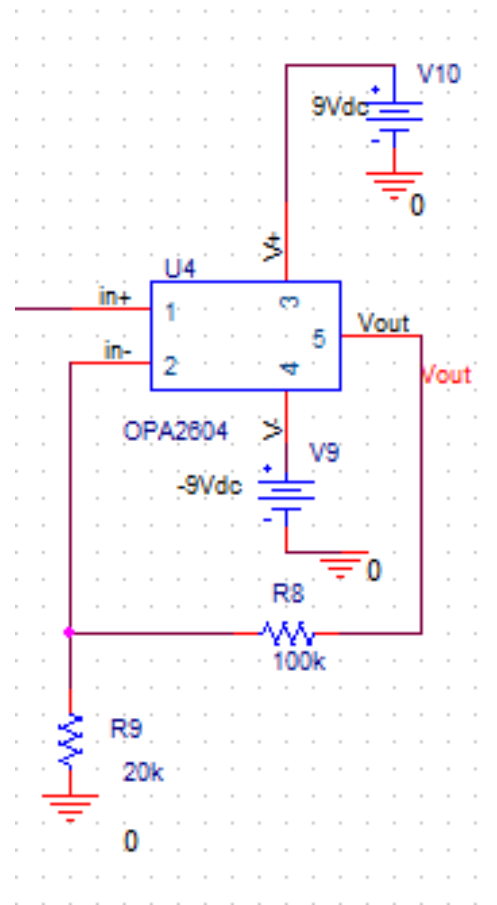 V10
+
9Vdc
-
0
V+
U4
in+
1
3
5
Vout
in-
2
4
Vout
OPA2604
V-
V9
+
-9Vdc
-
0
R8
100k
R9
20k
0